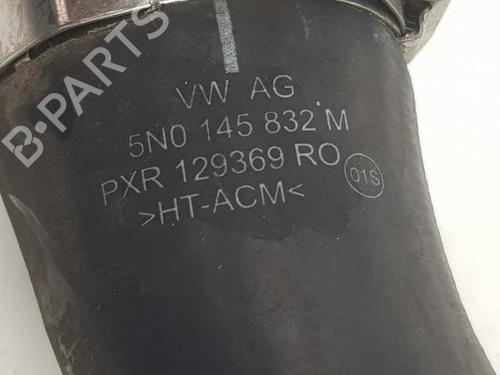 VW AG
5N0 145 832 M
PXR 129369 RO
01S
>HT-ACM<
B-PARTS